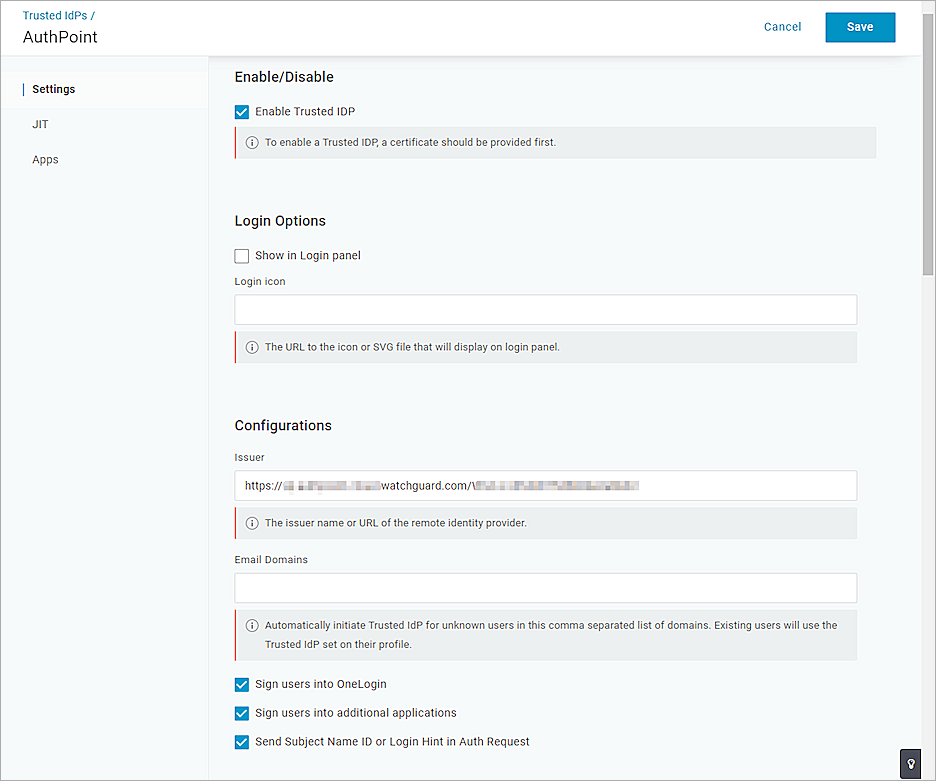 Trusted IdPs /
AuthPoint
Cancel
Save
Settings
JIT
Apps
Enable/Disable
Enable Trusted IDP
To enable a Trusted IDP, a certificate should be provided first.
Login Options
Show in Login panel
Login icon
The URL to the icon or SVG file that will display on login panel.
Configurations
Issuer
https:// watchguard.com/
The issuer name or URL of the remote identity provider.
Email Domains
Automatically initiate Trusted IdP for unknown users in this comma separated list of domains. Existing users will use the
Trusted IdP set on their profile.
Sign users into OneLogin
Sign users into additional applications
Send Subject Name ID or Login Hint in Auth Request